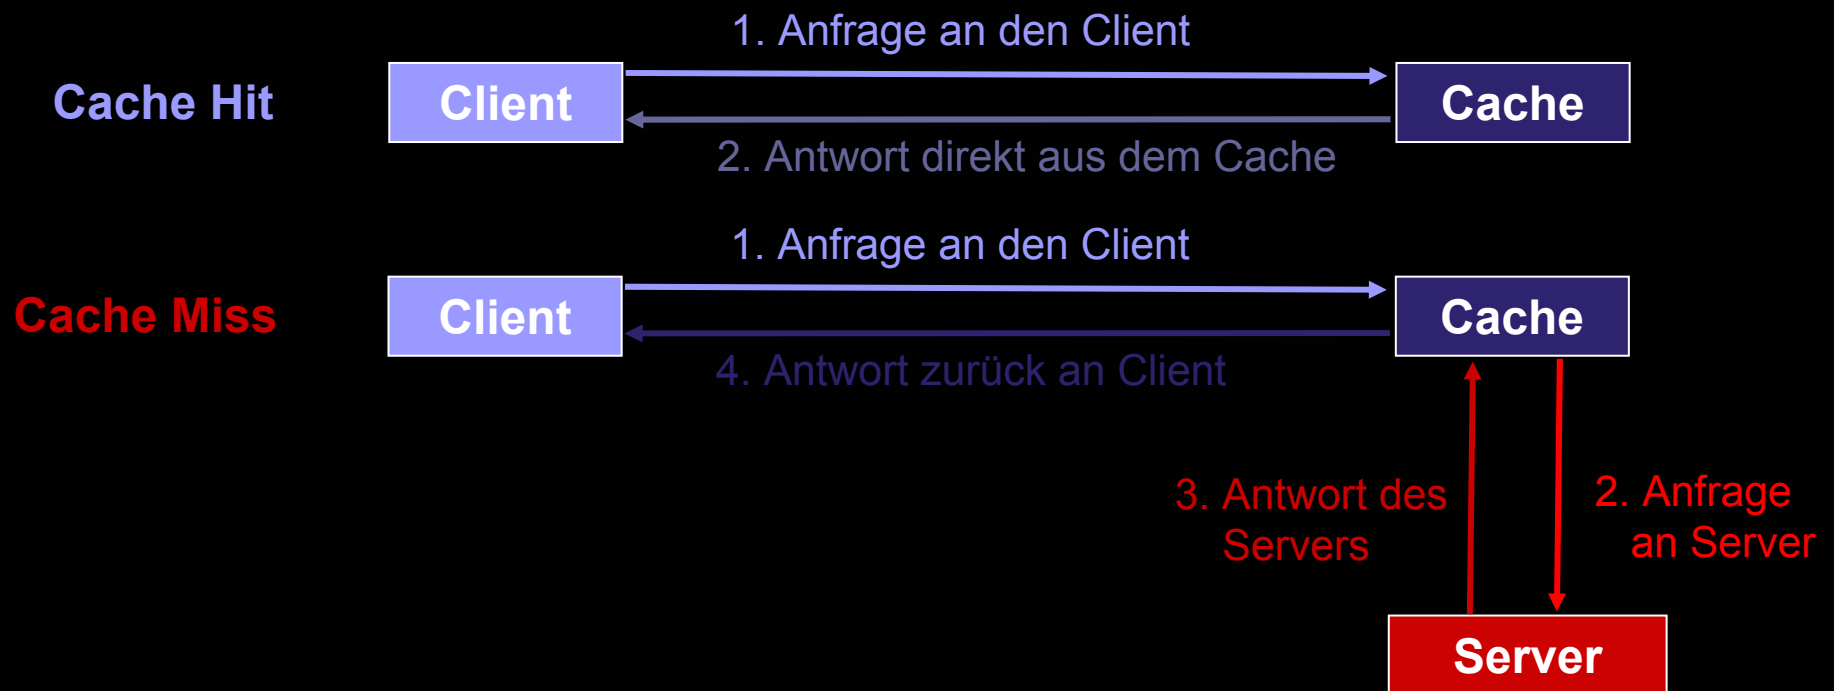 1. Anfrage an den Client
Cache Hit
Client
Cache
2. Antwort direkt aus dem Cache
1. Anfrage an den Client
Cache Miss
Client
Cache
4. Antwort zurück an Client
3. Antwort des
Servers
2. Anfrage
an Server
Server